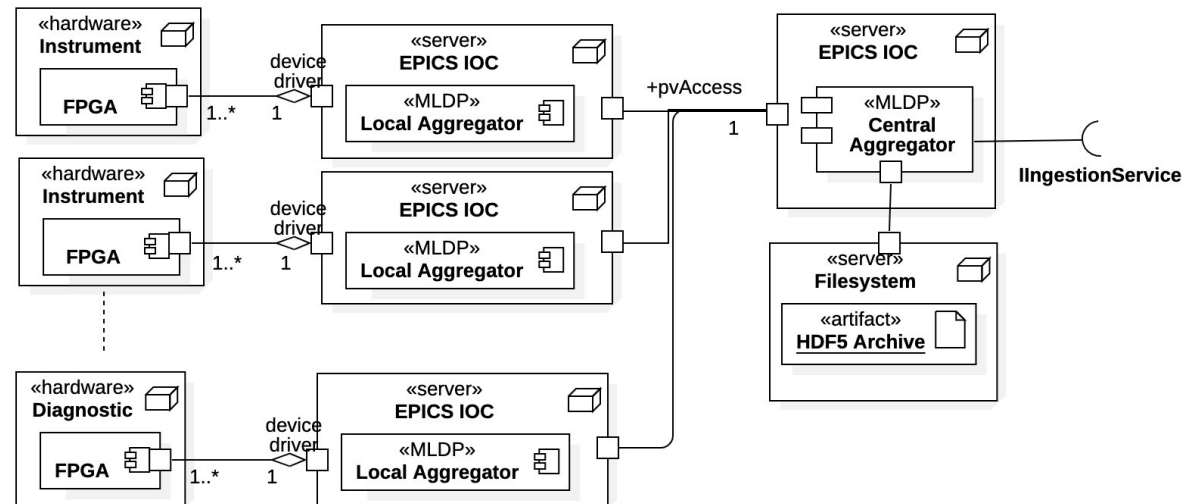 «hardware»
Instrument
FPGA
1..*
device
driver
1
«server»
EPICS IOC
«MLDP»
Local Aggregator
+pvAccess
1
«server»
EPICS IOC
«MLDP»
Central
Aggregator
IIngestionService
«hardware»
Instrument
FPGA
1..*
device
driver
1
«server»
EPICS IOC
«MLDP»
Local Aggregator
«server»
Filesystem
«artifact»
HDF5 Archive
«hardware»
Diagnostic
FPGA
1..*
device
driver
1
«server»
EPICS IOC
«MLDP»
Local Aggregator